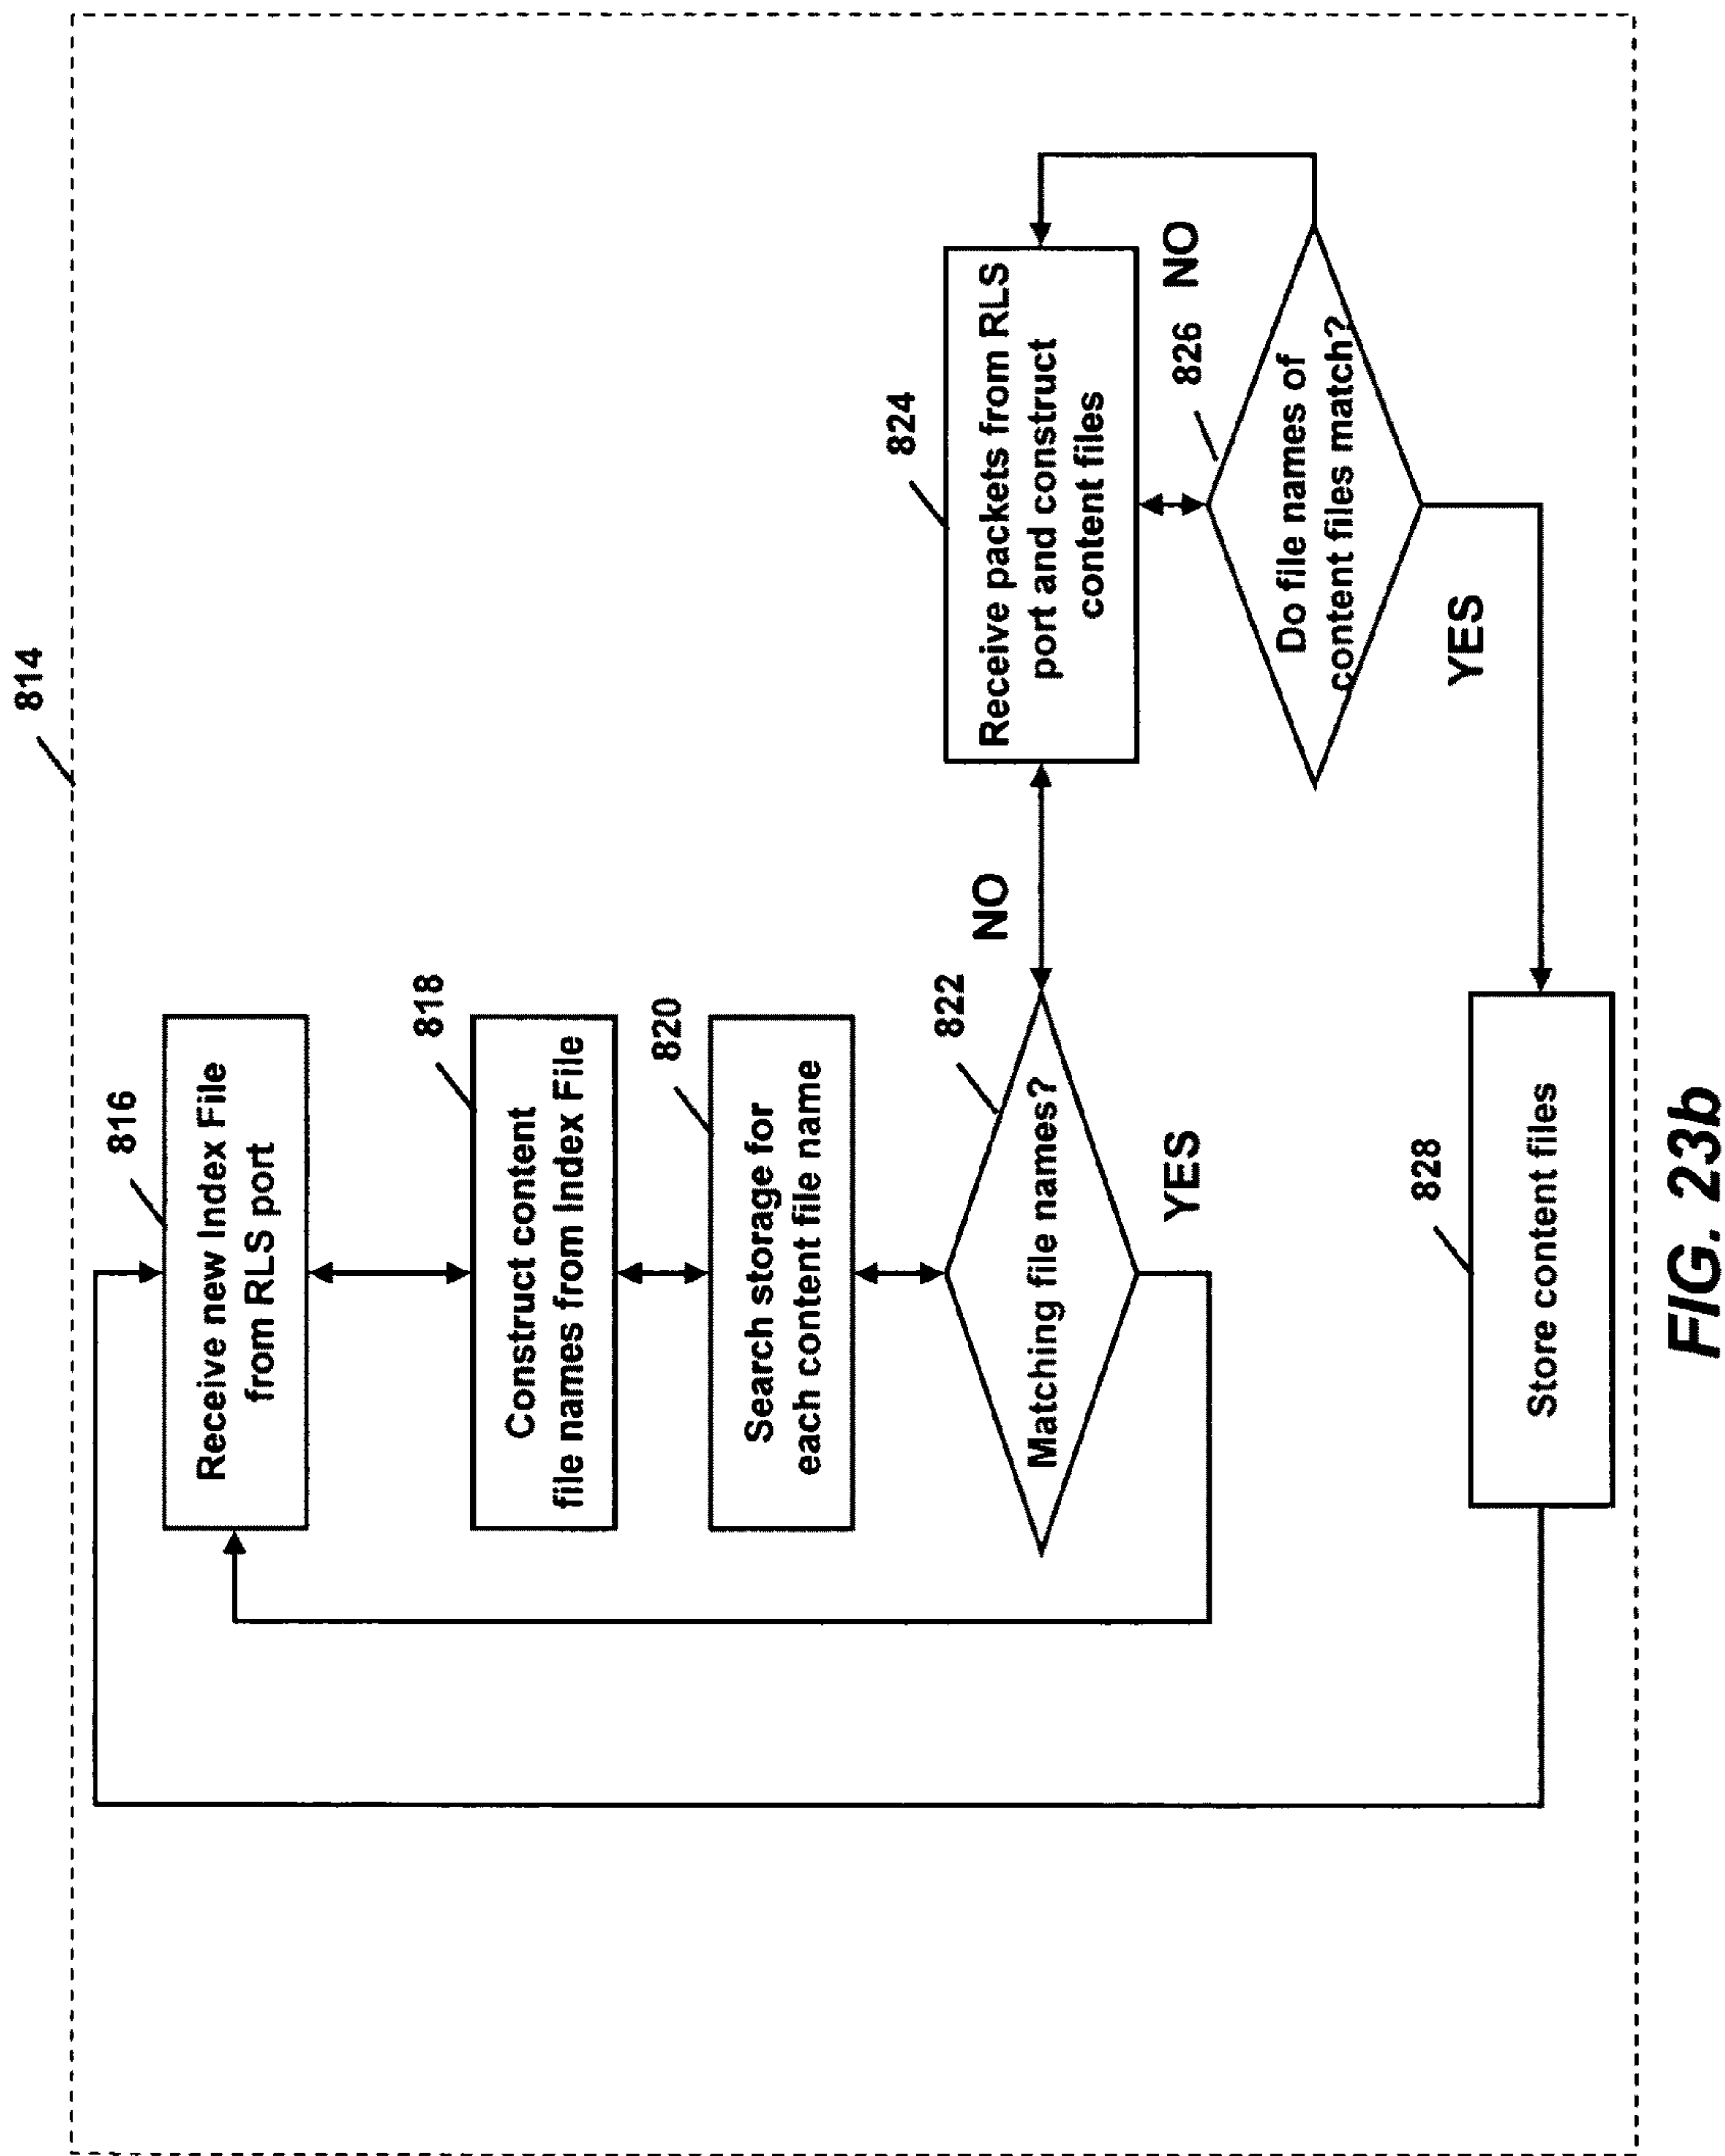 814
816
Receive new Index File
from RLS port
818
Construct content
file names from Index File
820
Search storage for
each content file name
822
Matching file names?
NO
YES
824
Receive packets from RLS
port and construct
content files
826
NO
Do file names of
content files match?
YES
828
Store content files
FIG. 23b